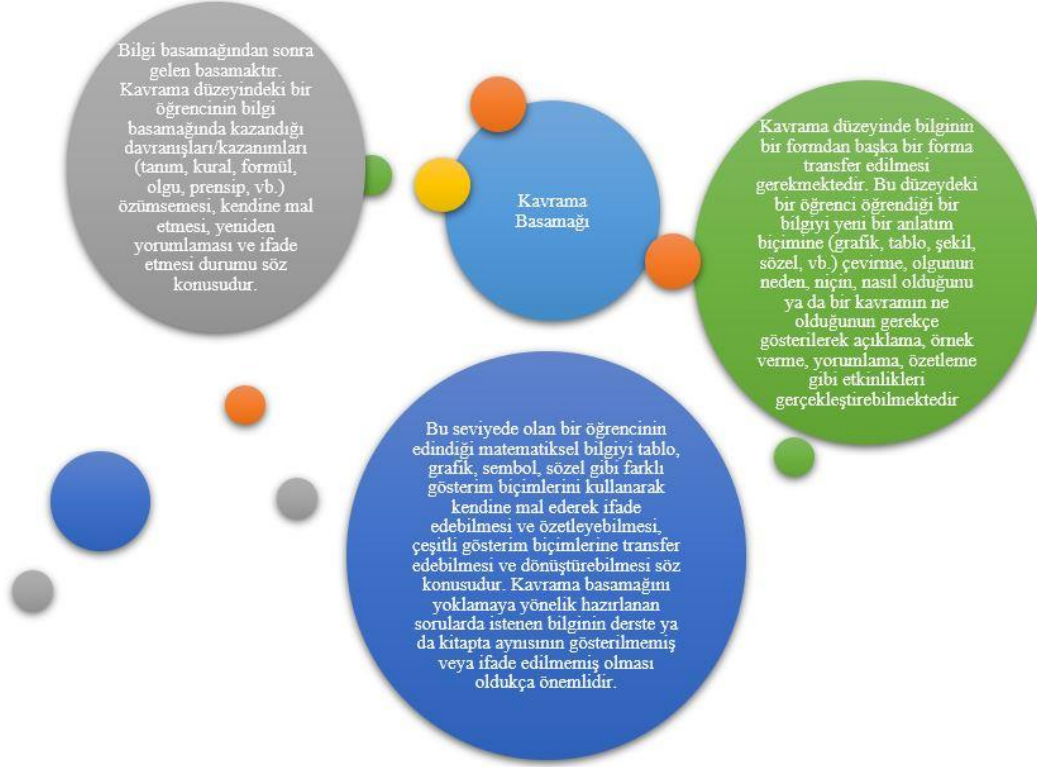 Bilgi basamağından sonra
gelen basamaktır.
Kavrama düzeyindeki bir
öğrencinin bilgi
basamağında kazandığı
davranışları/kazanımları
(tanım, kural, formül,
olgu, prensip, vb.)
özümsemesi, kendine mal
etmesi, yeniden
yorumlaması ve ifade
etmesi durumu söz
konusudur.
Kavrama
Basamağı
Kavrama düzeyinde bilginin
bir formdan başka bir forma
transfer edilmesi
gerekmektedir. Bu düzeydeki
bir öğrenci öğrendiği bir
bilgiyi yeni bir anlatım
biçimine (grafik, tablo, şekil,
sözel, vb.) çevirme, olgunun
neden, niçin, nasıl olduğunu
ya da bir kavramın ne
olduğunun gerekçe
gösterilerek açıklama, örnek
verme, yorumlama, özetleme
gibi etkinlikleri
gerçekleştirebilmektedir
Bu seviyede olan bir öğrencinin
edindiği matematiksel bilgiyi tablo,
grafik, sembol, sözel gibi farklı
gösterim biçimlerini kullanarak
kendine mal ederek ifade
edebilmesi ve özetleyebilmesi,
çeşitli gösterim biçimlerine transfer
edebilmesi ve dönüştürebilmesi söz
konusudur. Kavrama basamağını
yoklamaya yönelik hazırlanan
sorularda istenen bilginin derste ya
da kitapta aynısının gösterilmemiş
veya ifade edilmemiş olması
oldukça önemlidir.